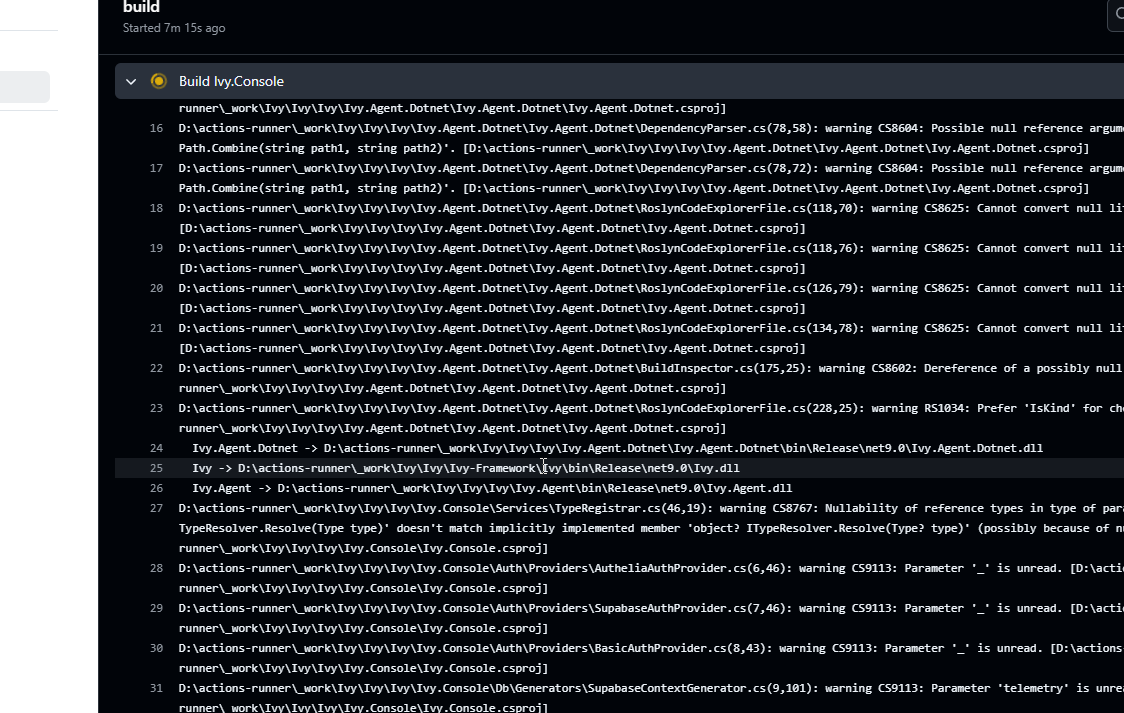 build
Started 7m 15s ago
Build Ivy.Console
runner\_work\Ivy\Ivy\Ivy\Ivy.Agent.Dotnet\Ivy.Agent.Dotnet\Ivy.Agent.Dotnet.csproj]
16 D:\actions-runner\_work\Ivy\Ivy\Ivy\Ivy.Agent.Dotnet\Ivy.Agent.Dotnet\DependencyParser.cs(78,58): warning CS8604: Possible null reference argum
Path.Combine(string path1, string path2)'. [D:\actions-runner\_work\Ivy\Ivy\Ivy\Ivy.Agent.Dotnet\Ivy.Agent.Dotnet\Ivy.Agent.Dotnet.csproj]
17 D:\actions-runner\_work\Ivy\Ivy\Ivy\Ivy.Agent.Dotnet\Ivy.Agent.Dotnet\DependencyParser.cs(78,72): warning CS8604: Possible null reference argum
Path.Combine(string path1, string path2)'. [D:\actions-runner\_work\Ivy\Ivy\Ivy\Ivy.Agent.Dotnet\Ivy.Agent.Dotnet\Ivy.Agent.Dotnet.csproj]
18 D:\actions-runner\_work\Ivy\Ivy\Ivy\Ivy.Agent.Dotnet\Ivy.Agent.Dotnet\RoslynCodeExplorerFile.cs(118,70): warning CS8625: Cannot convert null li
[D:\actions-runner\_work\Ivy\Ivy\Ivy\Ivy.Agent.Dotnet\Ivy.Agent.Dotnet\Ivy.Agent.Dotnet.csproj]
19 D:\actions-runner\_work\Ivy\Ivy\Ivy\Ivy.Agent.Dotnet\Ivy.Agent.Dotnet\RoslynCodeExplorerFile.cs(118,76): warning CS8625: Cannot convert null li
[D:\actions-runner\_work\Ivy\Ivy\Ivy\Ivy.Agent.Dotnet\Ivy.Agent.Dotnet\Ivy.Agent.Dotnet.csproj]
20 D:\actions-runner\_work\Ivy\Ivy\Ivy\Ivy.Agent.Dotnet\Ivy.Agent.Dotnet\RoslynCodeExplorerFile.cs(126,79): warning CS8625: Cannot convert null li
[D:\actions-runner\_work\Ivy\Ivy\Ivy\Ivy.Agent.Dotnet\Ivy.Agent.Dotnet\Ivy.Agent.Dotnet.csproj]
21 D:\actions-runner\_work\Ivy\Ivy\Ivy\Ivy.Agent.Dotnet\Ivy.Agent.Dotnet\RoslynCodeExplorerFile.cs(134,78): warning CS8625: Cannot convert null li
[D:\actions-runner\_work\Ivy\Ivy\Ivy\Ivy.Agent.Dotnet\Ivy.Agent.Dotnet\Ivy.Agent.Dotnet.csproj]
22 D:\actions-runner\_work\Ivy\Ivy\Ivy\Ivy.Agent.Dotnet\Ivy.Agent.Dotnet\BuildInspector.cs(175,25): warning CS8602: Dereference of a possibly null
runner\_work\Ivy\Ivy\Ivy\Ivy.Agent.Dotnet\Ivy.Agent.Dotnet\Ivy.Agent.Dotnet.csproj]
23 D:\actions-runner\_work\Ivy\Ivy\Ivy\Ivy.Agent.Dotnet\Ivy.Agent.Dotnet\RoslynCodeExplorerFile.cs(228,25): warning RS1034: Prefer 'IsKind' for che
runner\_work\Ivy\Ivy\Ivy\Ivy.Agent.Dotnet\Ivy.Agent.Dotnet\Ivy.Agent.Dotnet.csproj]
24 Ivy.Agent.Dotnet -> D:\actions-runner\_work\Ivy\Ivy\Ivy\Ivy.Agent.Dotnet\Ivy.Agent.Dotnet\bin\Release\net9.0\Ivy.Agent.Dotnet.dll
25 Ivy -> D:\actions-runner\_work\Ivy\Ivy\Ivy-Framework\Ivy\bin\Release\net9.0\Ivy.dll
26 Ivy.Agent -> D:\actions-runner\_work\Ivy\Ivy\Ivy\Ivy.Agent\bin\Release\net9.0\Ivy.Agent.dll
27 D:\actions-runner\_work\Ivy\Ivy\Ivy\Ivy.Console\Services\TypeRegistrar.cs(46,19): warning CS8767: Nullability of reference types in type of para
TypeResolver.Resolve(Type type)' doesn't match implicitly implemented member 'object? ITypeResolver.Resolve(Type? type)' (possibly because of nu
runner\_work\Ivy\Ivy\Ivy\Ivy.Console\Ivy.Console.csproj]
28 D:\actions-runner\_work\Ivy\Ivy\Ivy\Ivy.Console\Auth\Providers\AutheliaAuthProvider.cs(6,46): warning CS9113: Parameter '_' is unread. [D:\actio
runner\_work\Ivy\Ivy\Ivy\Ivy.Console\Ivy.Console.csproj]
29 D:\actions-runner\_work\Ivy\Ivy\Ivy\Ivy.Console\Auth\Providers\SupabaseAuthProvider.cs(7,46): warning CS9113: Parameter '_' is unread. [D:\actio
runner\_work\Ivy\Ivy\Ivy\Ivy.Console\Ivy.Console.csproj]
30 D:\actions-runner\_work\Ivy\Ivy\Ivy\Ivy.Console\Auth\Providers\BasicAuthProvider.cs(8,43): warning CS9113: Parameter '_' is unread. [D:\actions-
runner\_work\Ivy\Ivy\Ivy\Ivy.Console\Ivy.Console.csproj]
31 D:\actions-runner\_work\Ivy\Ivy\Ivy\Ivy.Console\Db\Generators\SupabaseContextGenerator.cs(9,101): warning CS9113: Parameter 'telemetry' is unrea
runner\_work\Ivy\Ivy\Ivy\Ivy.Console\Ivy.Console.csproj]